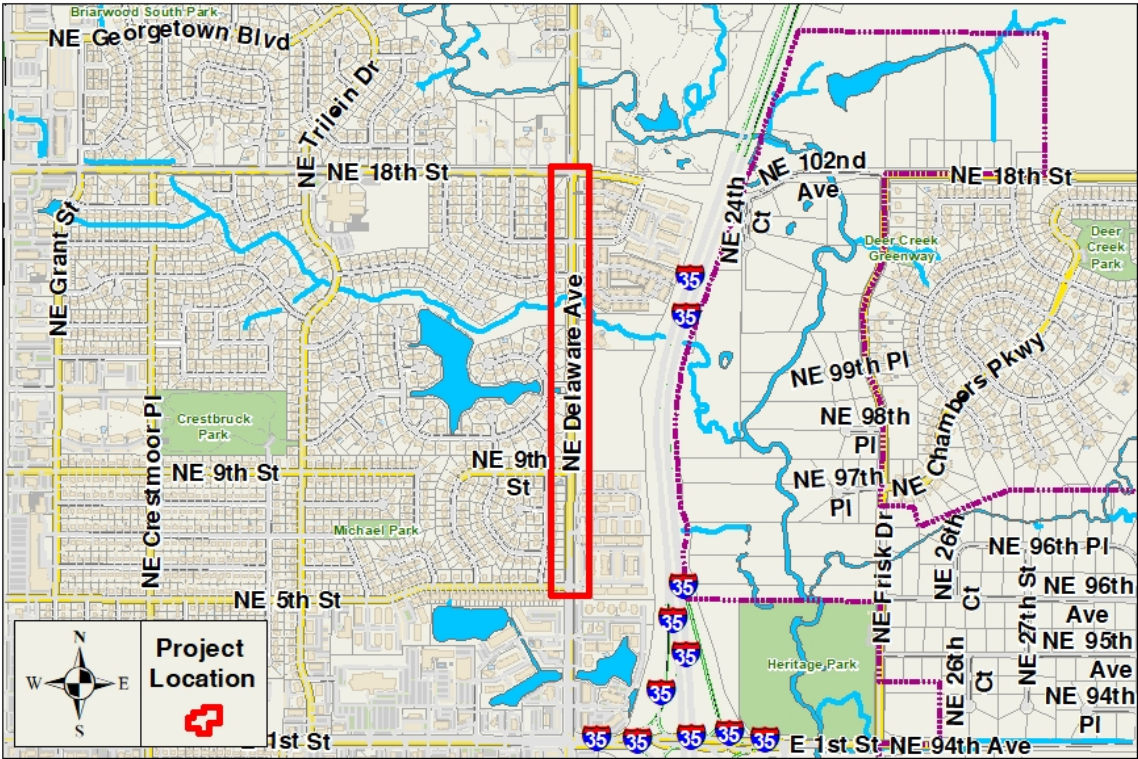 Briarwood South Park
NE Georgetown Blvd
NE Trilein Dr
NE 18th St
NE 102nd
Ave
NE 18th St
NE 24th
Ct
NE Grant St
Deer Creek
Greenway
Deer
Creek
Park
35
35
NE Delaware Ave
NE 99th Pl
NE Chambers Pkwy
NE 98th
Pl
Crestbruck
Park
NE Crestmoor Pl
NE 9th St
NE 9th
St
NE 97th
Pl
Michael Park
NE Frisk Dr
NE 26th
Ct
NE 96th Pl
NE 27th St
NE 96th
Ave
35
NE 5th St
35
NE 95th
Ave
35
Heritage Park
NE 26th
Ct
NE 94th
Pl
35
N
W
E
S
Project
Location
E 1st St
35
35
35
35
35
E 1st St
NE 94th Ave